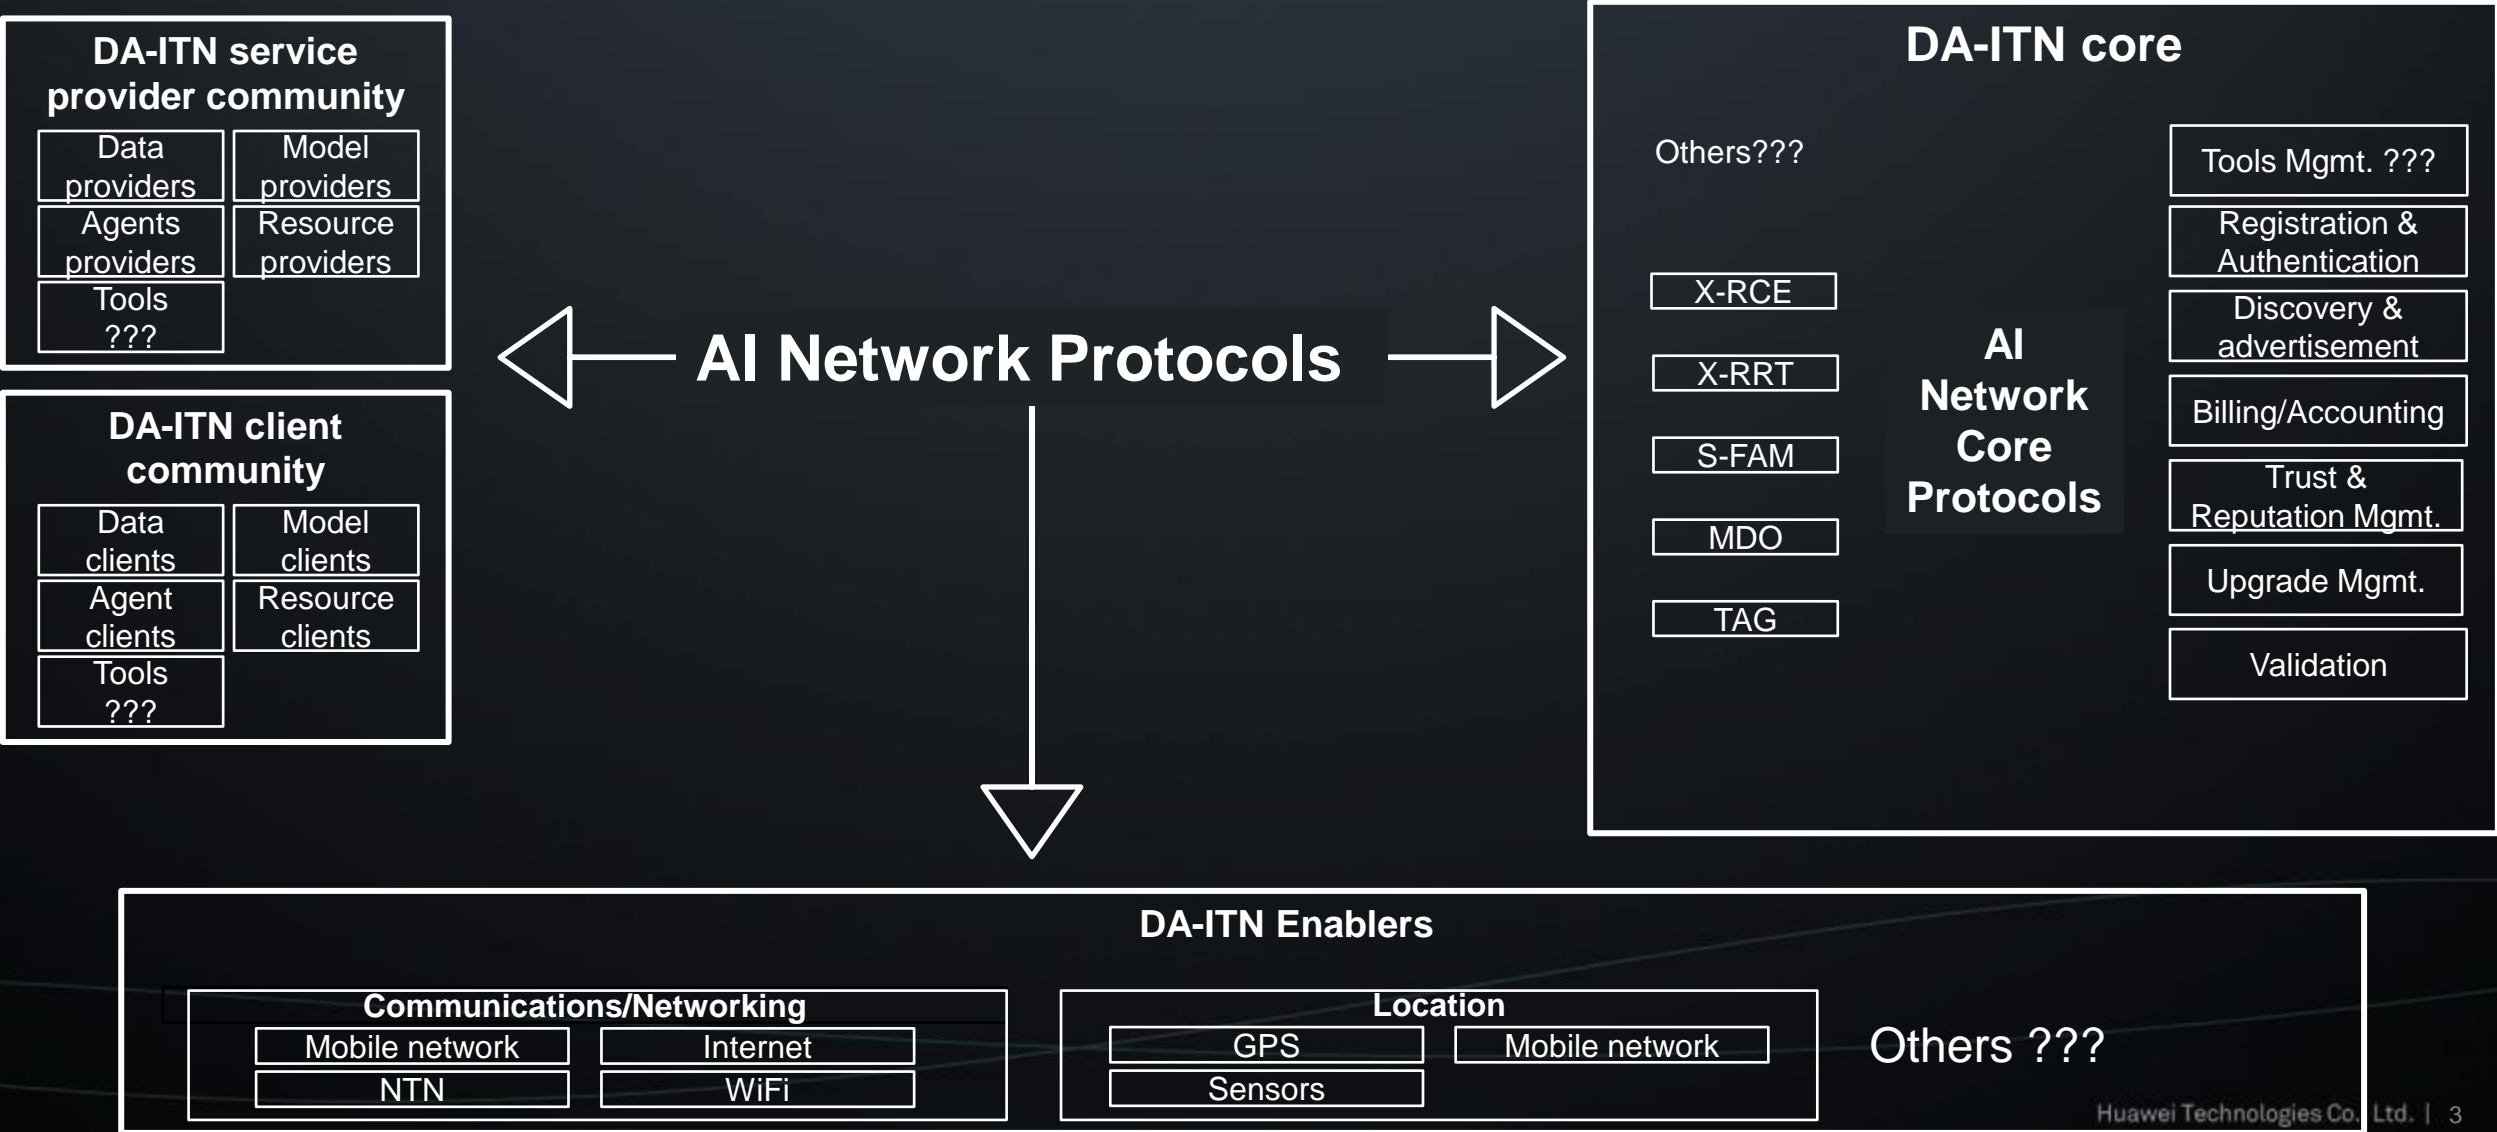 DA-ITN service
provider community
Data
providers
Model
providers
Agents
providers
Resource
providers
Tools
???
DA-ITN client
community
Data
clients
Model
clients
Agent
clients
Resource
clients
Tools
???
AI Network Protocols
DA-ITN core
Others???
X-RCE
X-RRT
S-FAM
MDO
TAG
AI
Network
Core
Protocols
Tools Mgmt. ???
Registration &
Authentication
Discovery &
advertisement
Billing/Accounting
Trust &
Reputation Mgmt.
Upgrade Mgmt.
Validation
DA-ITN Enablers
Communications/Networking
Mobile network
Internet
NTN
WiFi
Location
GPS
Mobile network
Sensors
Others ???
Huawei Technologies Co., Ltd. | 3